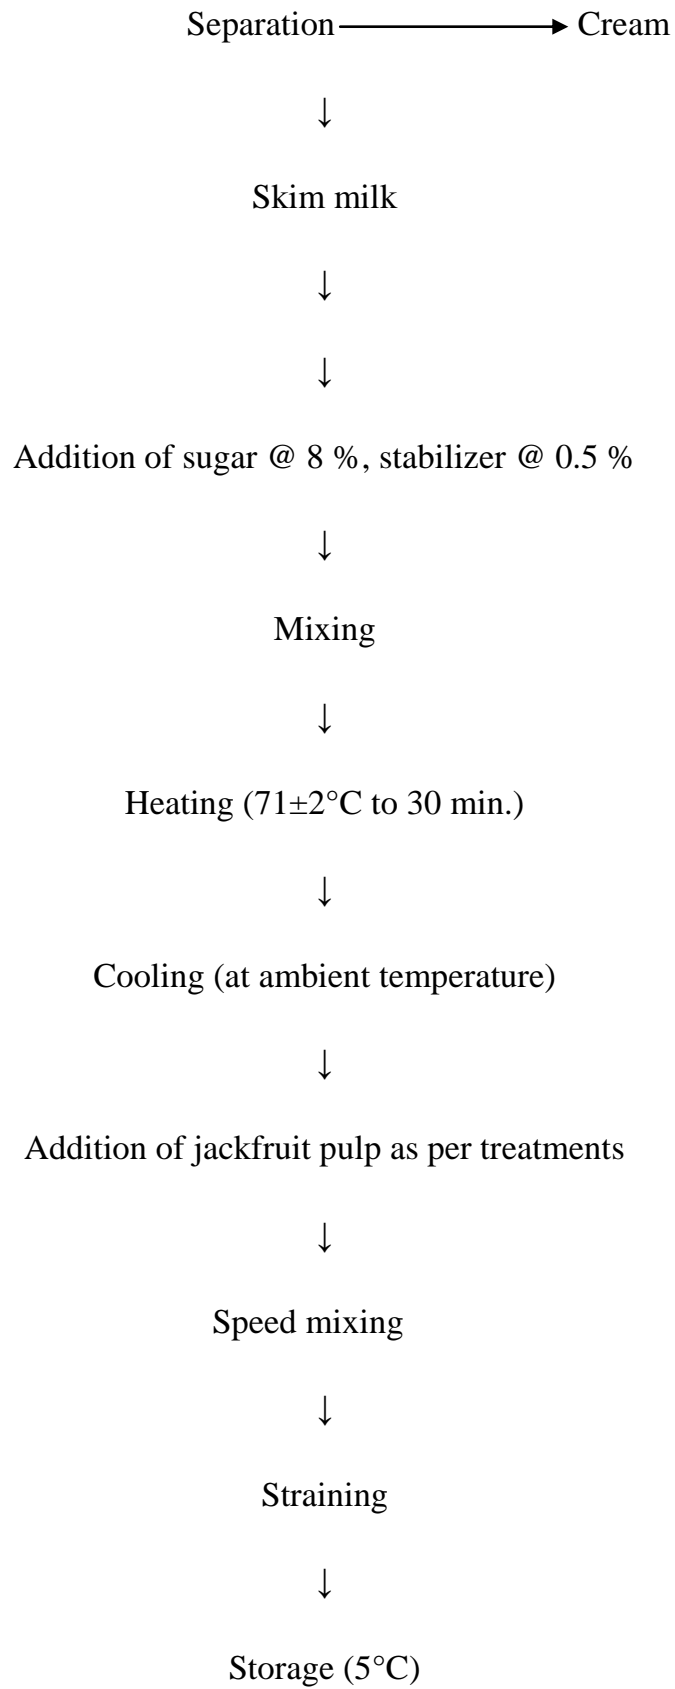 Separation → Cream
↓
Skim milk
↓
↓
Addition of sugar @ 8 %, stabilizer @ 0.5 %
↓
Mixing
↓
Heating (71±2°C to 30 min.)
↓
Cooling (at ambient temperature)
↓
Addition of jackfruit pulp as per treatments
↓
Speed mixing
↓
Straining
↓
Storage (5°C)